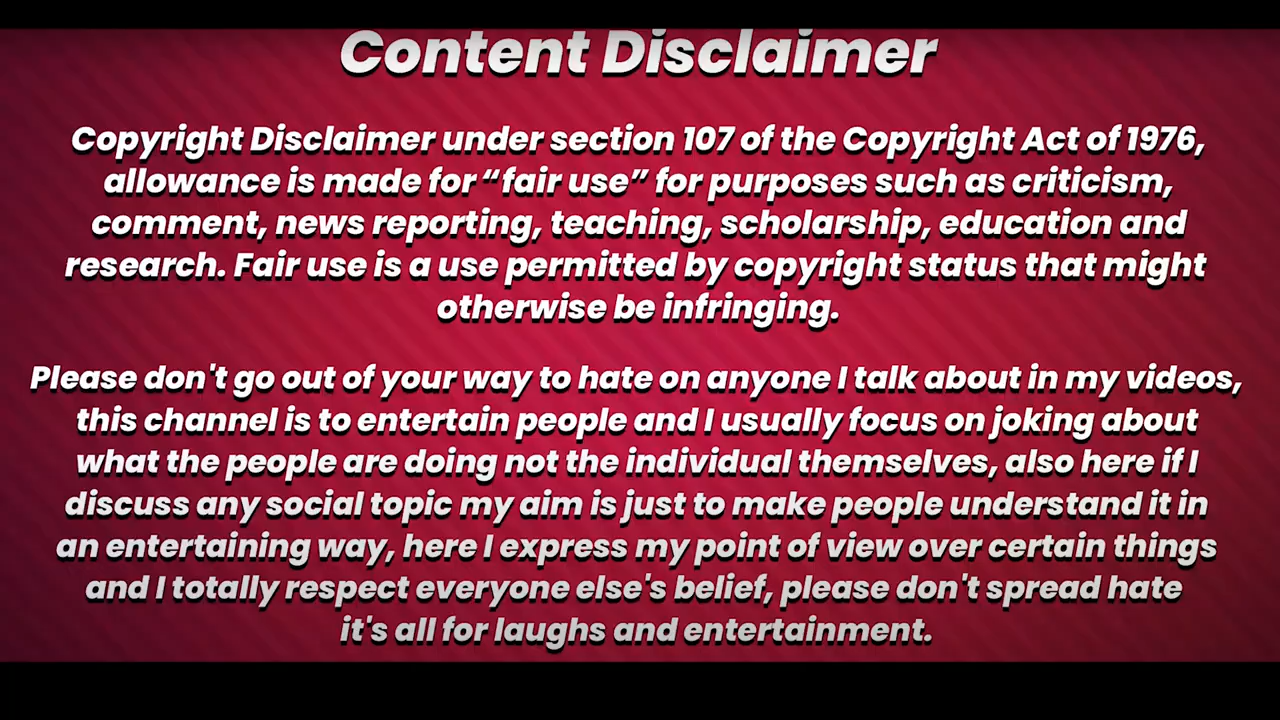 Content Disclaimer
Copyright Disclaimer under section 107 of the Copyright Act of 1976,
allowance is made for “fair use” for purposes such as criticism,
comment, news reporting, teaching, scholarship, education and
research. Fair use is a use permitted by copyright status that might
otherwise be infringing.
Please don't go out of your way to hate on anyone I talk about in my videos,
this channel is to entertain people and I usually focus on joking about
what the people are doing not the individual themselves, also here if I
discuss any social topic my aim is just to make people understand it in
an entertaining way, here I express my point of view over certain things
and I totally respect everyone else's belief, please don't spread hate
it's all for laughs and entertainment.